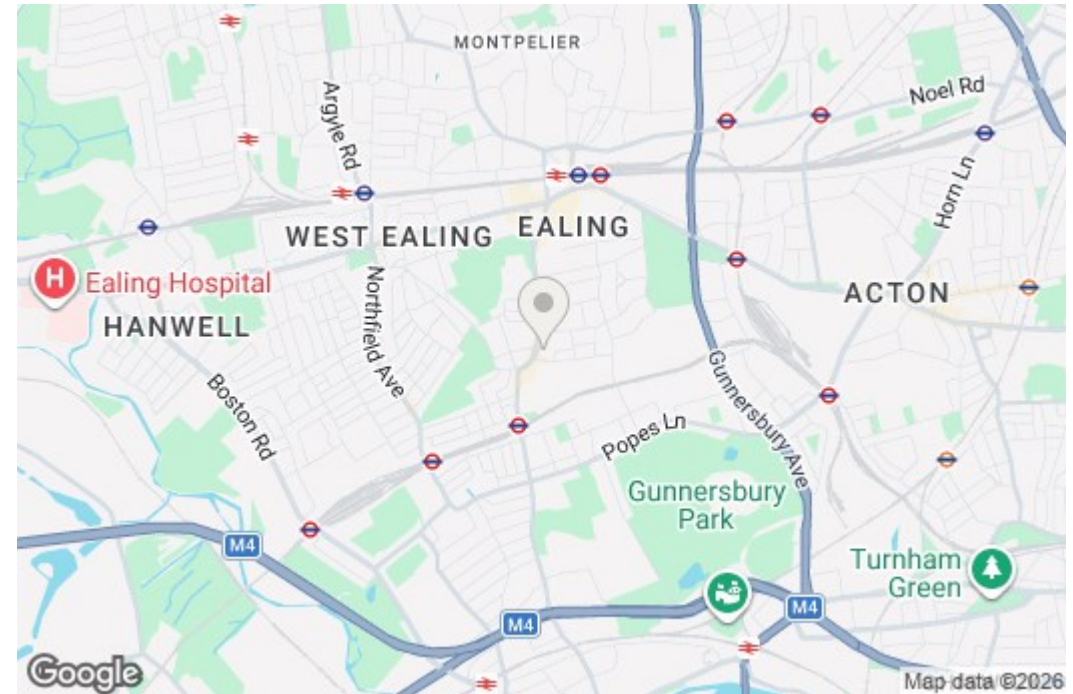 MONTPELIER
Noel Rd
Argyle Rd
Horn Ln
WEST EALING
EALING
H
Ealing Hospital
HANWELL
ACTON
Northfield Ave
Boston Rd
Gunnersbury Ave
Popes Ln
Gunnersbury
Park
M4
Turnham
Green
M4
M4
Google
Map data ©2026